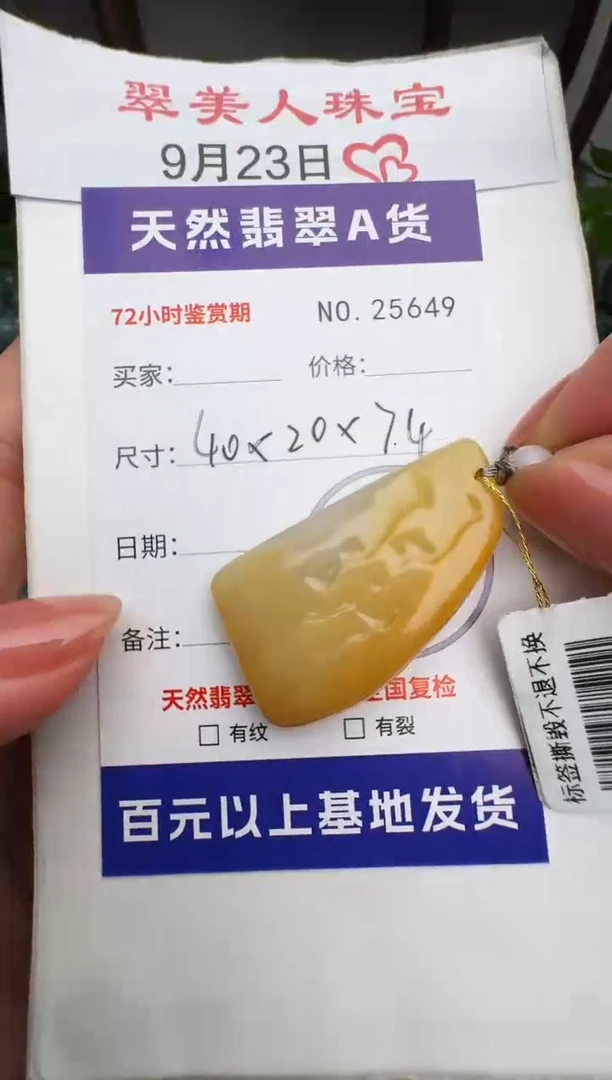 翠美人珠宝
9月23日
天然翡翠A货
72小时鉴赏期 NO.25649
买家: 价格:
尺寸: 40×20×7.4
日期:
备注:
天然翡翠 国复检
□ 有纹 □ 有裂
百元以上基地发货
标签撕毁不退不换